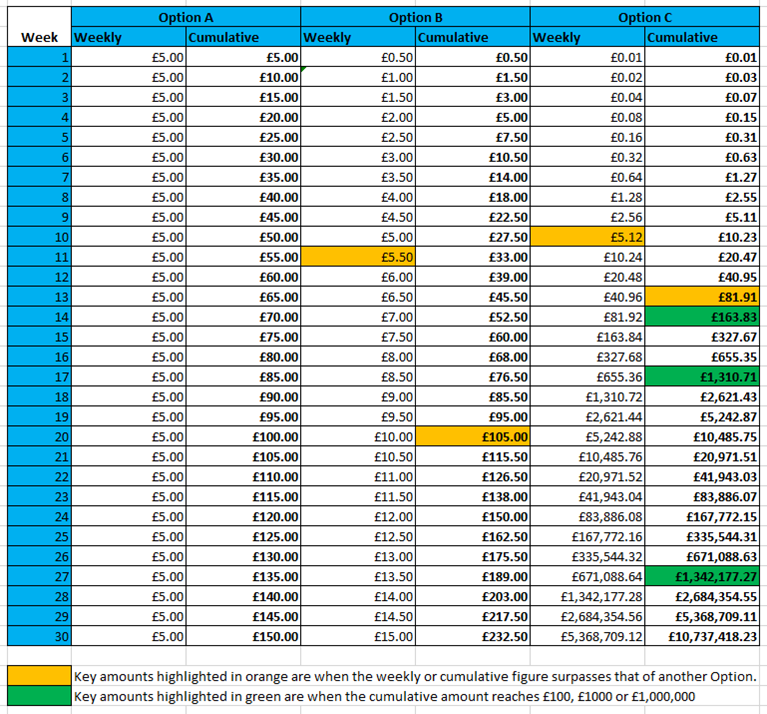 Option A Option B Option C
Week Weekly Cumulative Weekly Cumulative Weekly Cumulative
1 £5.00 £5.00 £0.50 £0.50 £0.01 £0.01
2 £5.00 £10.00 £1.00 £1.50 £0.02 £0.03
3 £5.00 £15.00 £1.50 £3.00 £0.04 £0.07
4 £5.00 £20.00 £2.00 £5.00 £0.08 £0.15
5 £5.00 £25.00 £2.50 £7.50 £0.16 £0.31
6 £5.00 £30.00 £3.00 £10.50 £0.32 £0.63
7 £5.00 £35.00 £3.50 £14.00 £0.64 £1.27
8 £5.00 £40.00 £4.00 £18.00 £1.28 £2.55
9 £5.00 £45.00 £4.50 £22.50 £2.56 £5.11
10 £5.00 £50.00 £5.00 £27.50 £5.12 £10.23
11 £5.00 £55.00 £5.50 £33.00 £10.24 £20.47
12 £5.00 £60.00 £6.00 £39.00 £20.48 £40.95
13 £5.00 £65.00 £6.50 £45.50 £40.96 £81.91
14 £5.00 £70.00 £7.00 £52.50 £81.92 £163.83
15 £5.00 £75.00 £7.50 £60.00 £163.84 £327.67
16 £5.00 £80.00 £8.00 £68.00 £327.68 £655.35
17 £5.00 £85.00 £8.50 £76.50 £655.36 £1,310.71
18 £5.00 £90.00 £9.00 £85.50 £1,310.72 £2,621.43
19 £5.00 £95.00 £9.50 £95.00 £2,621.44 £5,242.87
20 £5.00 £100.00 £10.00 £105.00 £5,242.88 £10,485.75
21 £5.00 £105.00 £10.50 £115.50 £10,485.76 £20,971.51
22 £5.00 £110.00 £11.00 £126.50 £20,971.52 £41,943.03
23 £5.00 £115.00 £11.50 £138.00 £41,943.04 £83,886.07
24 £5.00 £120.00 £12.00 £150.00 £83,886.08 £167,772.15
25 £5.00 £125.00 £12.50 £162.50 £167,772.16 £335,544.31
26 £5.00 £130.00 £13.00 £175.50 £335,544.32 £671,088.63
27 £5.00 £135.00 £13.50 £189.00 £671,088.64 £1,342,177.27
28 £5.00 £140.00 £14.00 £203.00 £1,342,177.28 £2,684,354.55
29 £5.00 £145.00 £14.50 £217.50 £2,684,354.56 £5,368,709.11
30 £5.00 £150.00 £15.00 £232.50 £5,368,709.12 £10,737,418.23
Key amounts highlighted in orange are when the weekly or cumulative figure surpasses that of another Option.
Key amounts highlighted in green are when the cumulative amount reaches £100, £1000 or £1,000,000